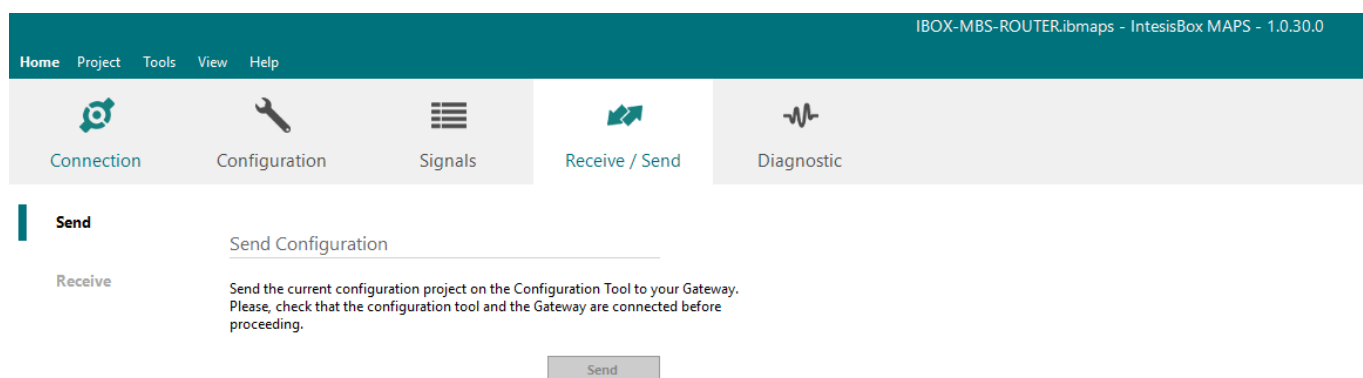 IBOX-MBS-ROUTER.ibmaps - IntesisBox MAPS - 1.0.30.0
Home Project Tools View Help
Connection Configuration Signals Receive / Send Diagnostic
Send
Send Configuration
Receive
Send the current configuration project on the Configuration Tool to your Gateway.
Please, check that the configuration tool and the Gateway are connected before
proceeding.
Send